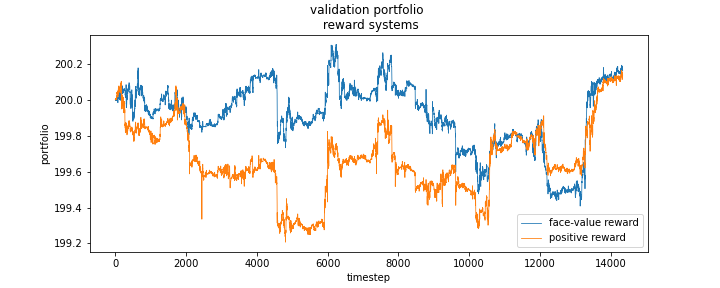 validation portfolio
reward systems
portfolio
200.2
200.0
199.8
199.6
199.4
199.2
0
2000
4000
6000
8000
10000
12000
14000
timestep
face-value reward
positive reward